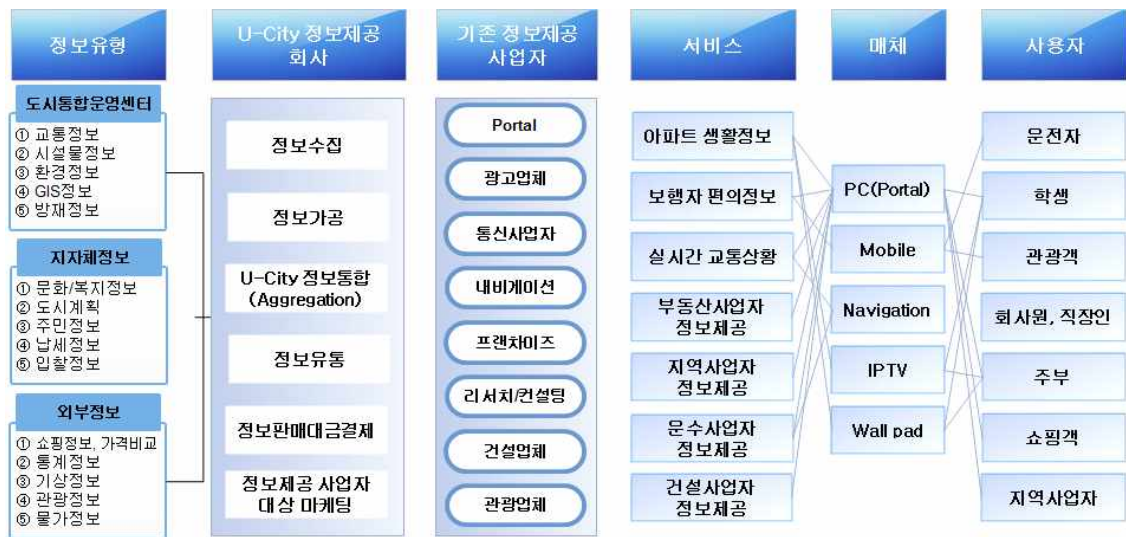 정보유형
U-City 정보제공
회사
기존 정보제공
사업자
서비스
매체
사용자
도시통합운영센터
① 교통정보
② 시설물정보
③ 환경정보
④ GIS정보
⑤ 방재정보
지자체정보
① 문화/복지정보
② 도시계획
③ 주민정보
④ 납세정보
⑤ 입찰정보
외부정보
① 쇼핑정보, 가격비교
② 통계정보
③ 기상정보
④ 관광정보
⑤ 물가정보
정보수집
정보가공
U-City 정보통합
(Aggregation)
정보유통
정보판매대금결제
정보제공 사업자
대상 마케팅
Portal
광고업체
통신사업자
내비게이션
프랜차이즈
리서치/컨설팅
건설업체
관광업체
아파트 생활정보
보행자 편의정보
실시간 교통상황
부동산사업자
정보제공
지역사업자
정보제공
운수사업자
정보제공
건설사업자
정보제공
PC(Portal)
Mobile
Navigation
IPTV
Wall pad
운전자
학생
관광객
회사원, 직장인
주부
쇼핑객
지역사업자